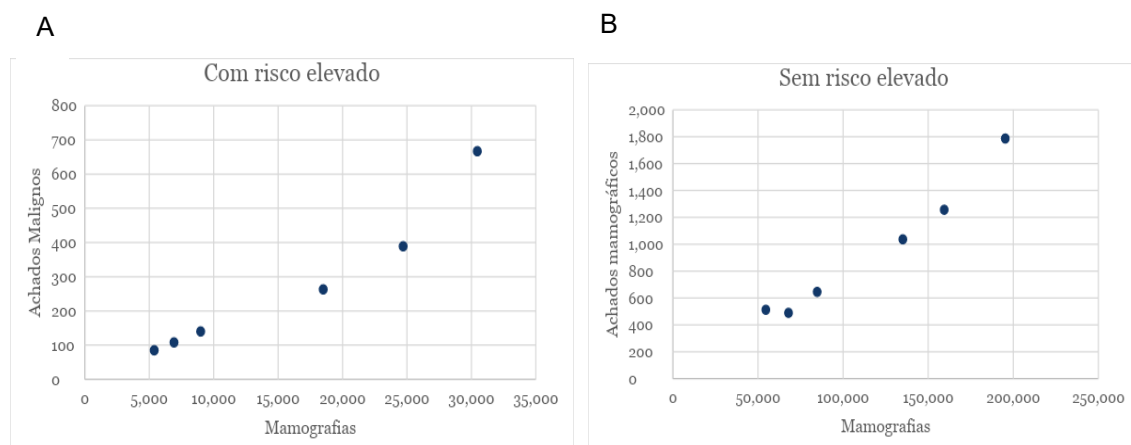 A
Com risco elevado
800
700
600
500
400
300
200
100
0
Achados Malignos
0 5,000 10,000 15,000 20,000 25,000 30,000 35,000
Mamografias
B
Sem risco elevado
2,000
1,800
1,600
1,400
1,200
1,000
800
600
400
200
0
Achados mamográficos
0 50,000 100,000 150,000 200,000 250,000
Mamografias